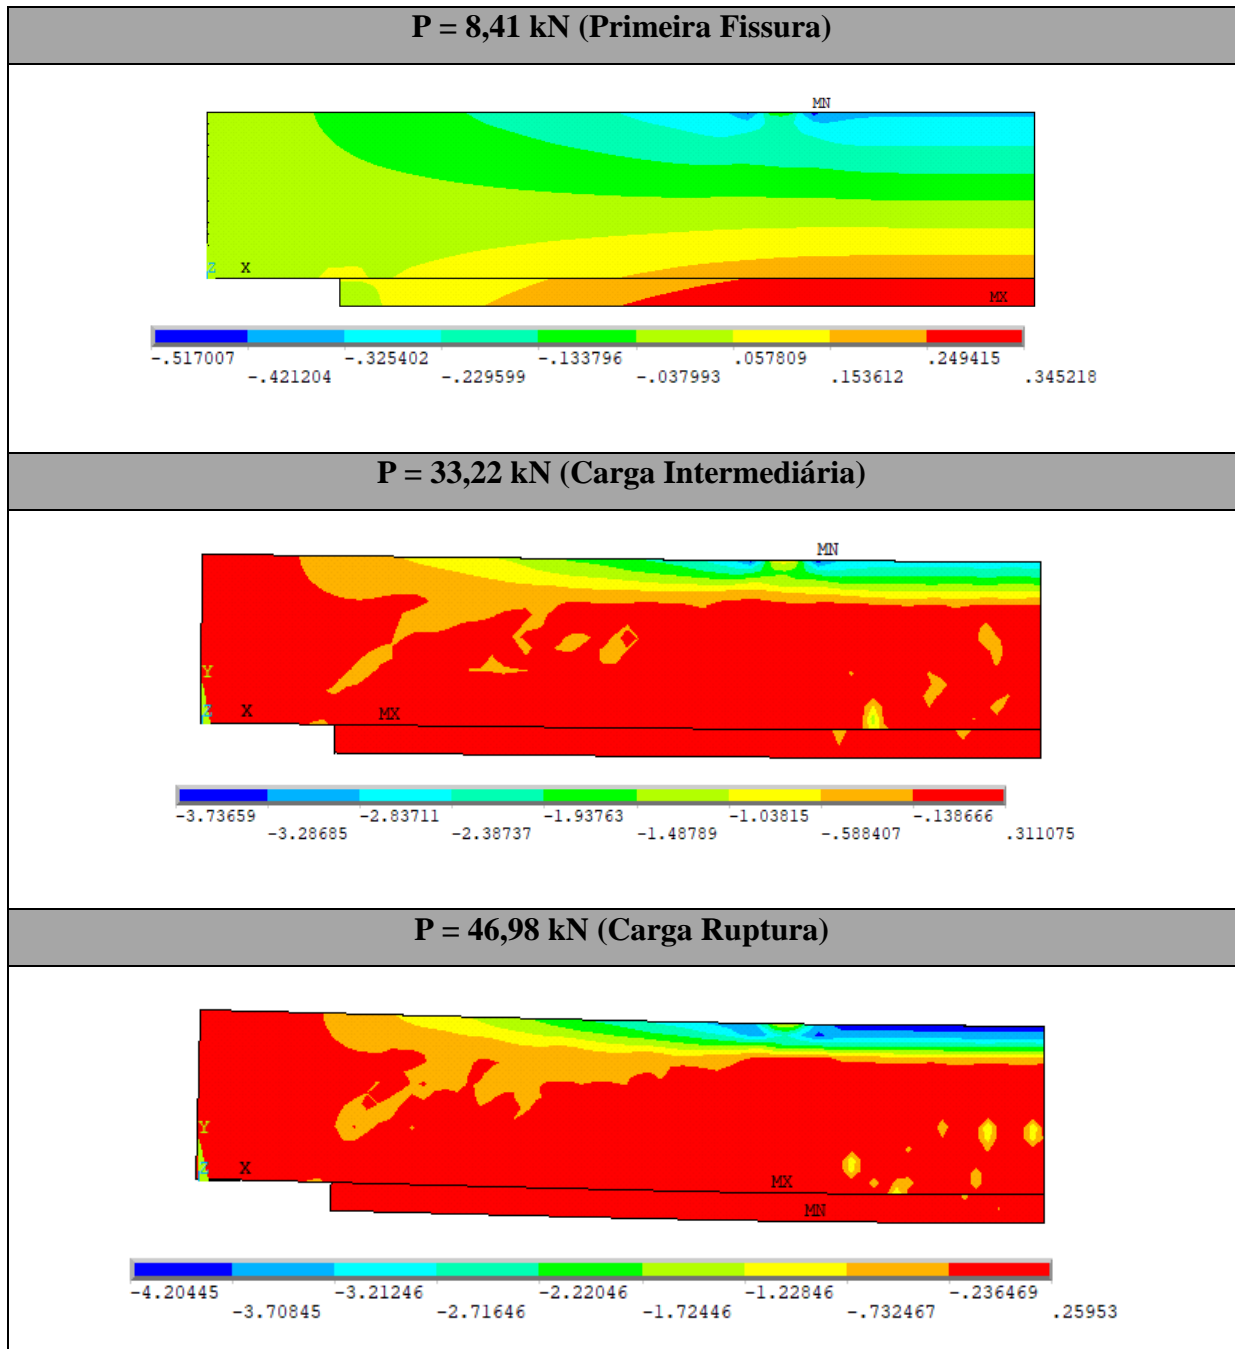 P = 8,41 kN (Primeira Fissura)
MN
Z X
MX
-.517007 -.325402 -.133796 .057809 .249415
-.421204 -.229599 -.037993 .153612 .345218
P = 33,22 kN (Carga Intermediária)
MN
Y
Z X MX
-3.73659 -2.83711 -1.93763 -1.03815 -.138666
-3.28685 -2.38737 -1.48789 -.588407 .311075
P = 46,98 kN (Carga Ruptura)
Y
Z X MX
MN
-4.20445 -3.21246 -2.22046 -1.22846 -.236469
-3.70845 -2.71646 -1.72446 -.732467 .25953